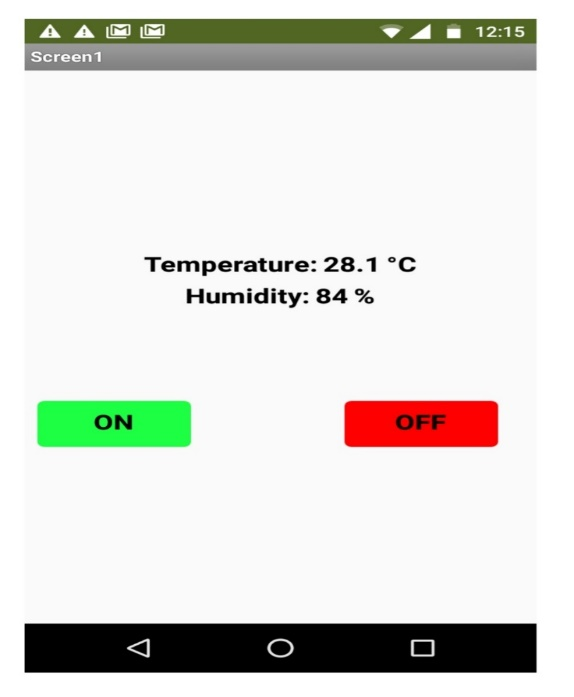 12:15
Screen1
Temperature: 28.1 °C
Humidity: 84 %
ON
OFF